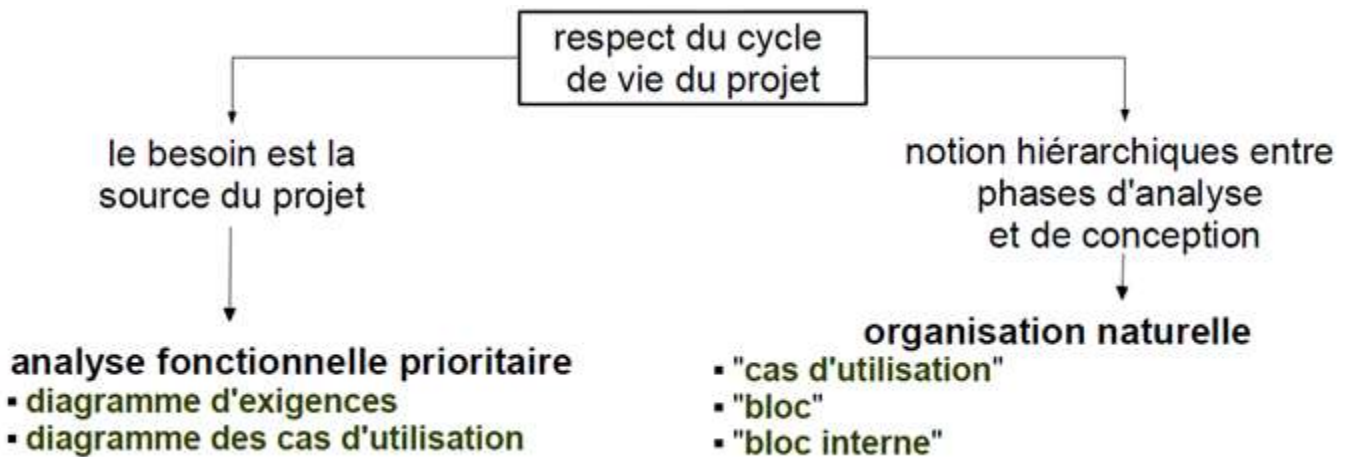 respect du cycle
de vie du projet
le besoin est la
source du projet
analyse fonctionnelle prioritaire
▪ diagramme d'exigences
▪ diagramme des cas d'utilisation
notion hiérarchiques entre
phases d'analyse
et de conception
organisation naturelle
▪ "cas d'utilisation"
▪ "bloc"
▪ "bloc interne"